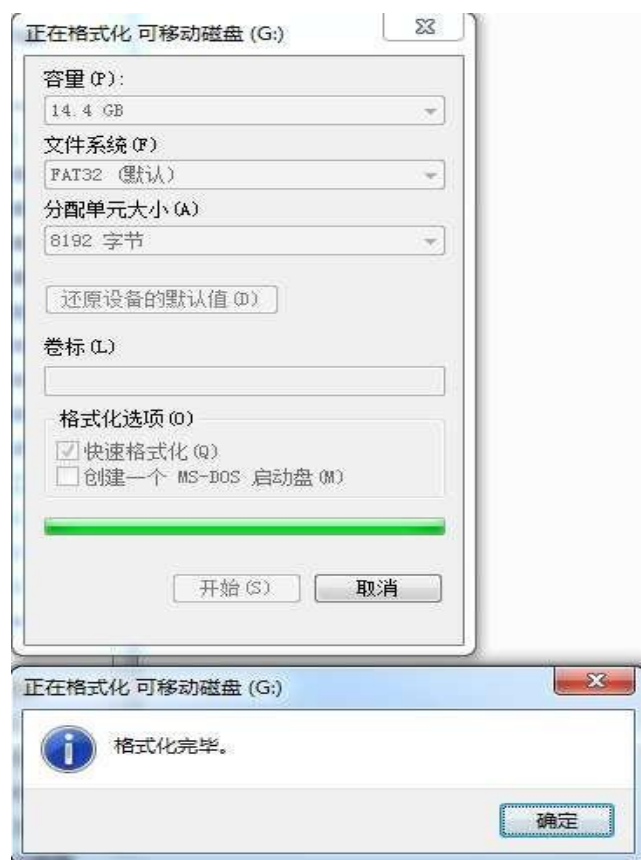 正在格式化 可移动磁盘 (G:)
容量(P):
14.4 GB
文件系统(F)
FAT32 (默认)
分配单元大小(A)
8192 字节
还原设备的默认值(D)
卷标(L)
格式化选项(O)
快速格式化(Q)
创建一个 MS-DOS 启动盘(M)
开始(S) 取消
正在格式化 可移动磁盘 (G:)
格式化完毕。
确定